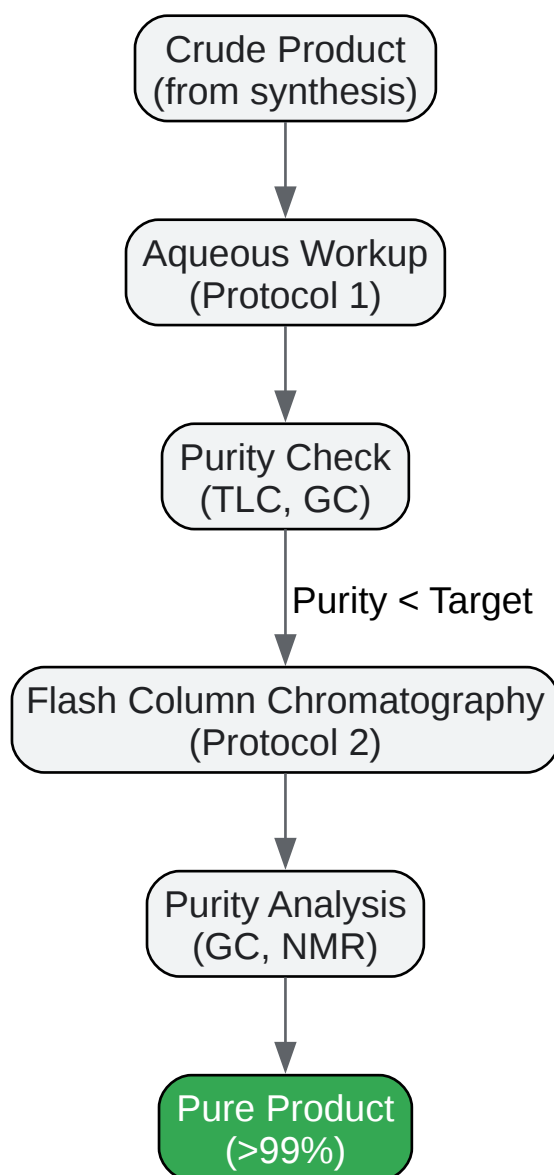 Crude Product
(from synthesis)
Aqueous Workup
(Protocol 1)
Purity Check
(TLC, GC)
Purity < Target
Flash Column Chromatography
(Protocol 2)
Purity Analysis
(GC, NMR)
Pure Product
(>99%)